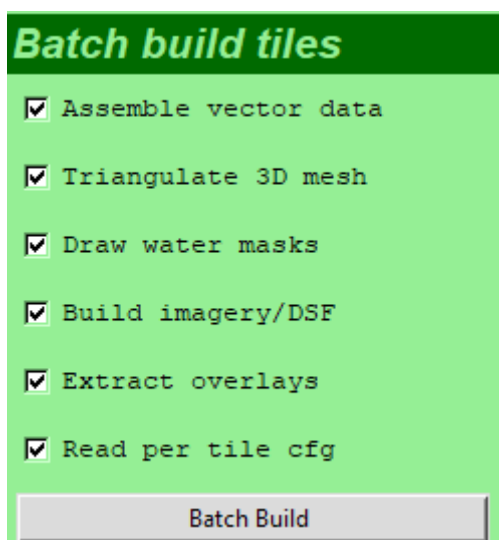 Batch build tiles
Assemble vector data
Triangulate 3D mesh
Draw water masks
Build imagery/DSF
Extract overlays
Read per tile cfg
Batch Build